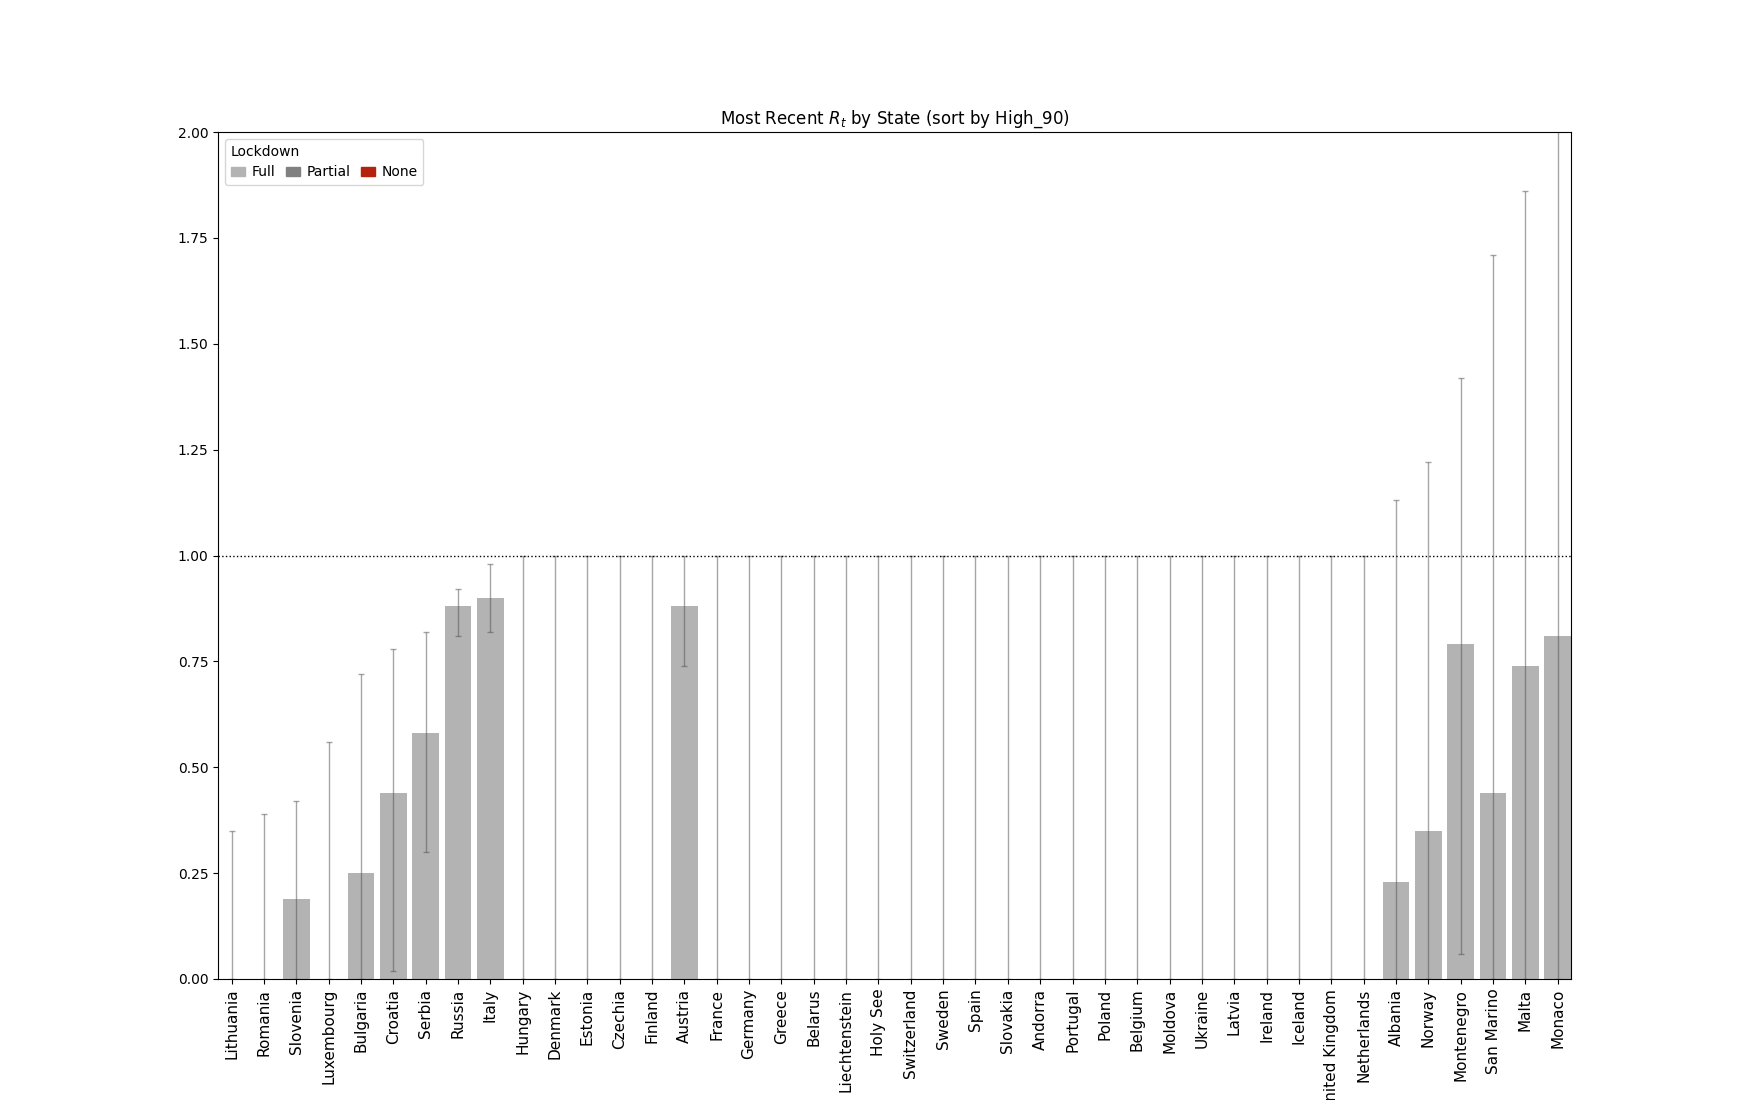 Most Recent R_t by State (sort by High_90)
Lockdown
Full Partial None
2.00
1.75
1.50
1.25
1.00
0.75
0.50
0.25
0.00
Lithuania
Romania
Slovenia
Luxembourg
Bulgaria
Croatia
Serbia
Russia
Italy
Hungary
Denmark
Estonia
Czechia
Finland
Austria
France
Germany
Greece
Belarus
Liechtenstein
Holy See
Switzerland
Sweden
Spain
Slovakia
Andorra
Portugal
Poland
Belgium
Moldova
Ukraine
Latvia
Ireland
Iceland
nited Kingdom
Netherlands
Albania
Norway
Montenegro
San Marino
Malta
Monaco